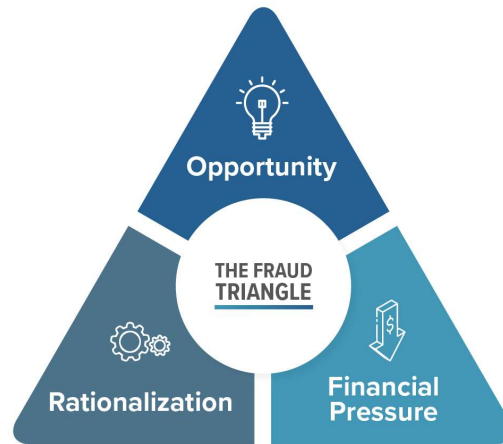 Opportunity
THE FRAUD
TRIANGLE
Rationalization
Financial
Pressure
$